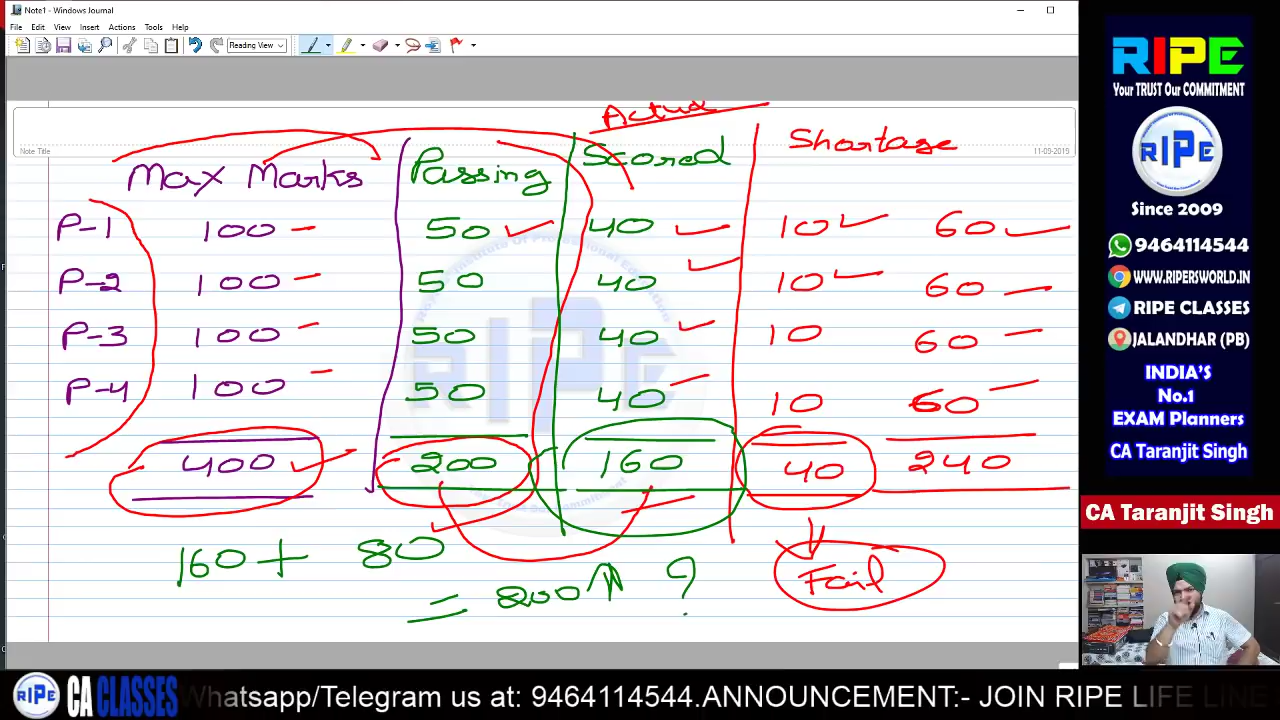 Note1 - Windows Journal
File Edit View Insert Actions Tools Help
Reading View
Note Title
11-09-2019
Actual
Max Marks Passing Scored Shortage
P-1 100 50 40 10 60
P-2 100 50 40 10 60
P-3 100 50 40 10 60
P-4 100 50 40 10 60
400 200 160 40 240
160 + 80
= 200 ?
Fail
RIPE
Your TRUST Our COMMITMENT
RIPE
Since 2009
9464114544
WWW.RIPERSWORLD.IN
RIPE CLASSES
JALANDHAR (PB)
INDIA'S
No.1
EXAM Planners
CA Taranjit Singh
CA Taranjit Singh
RIPE CA CLASSES Whatsapp/Telegram us at: 9464114544.ANNOUNCEMENT:- JOIN RIPE LIFE LINE